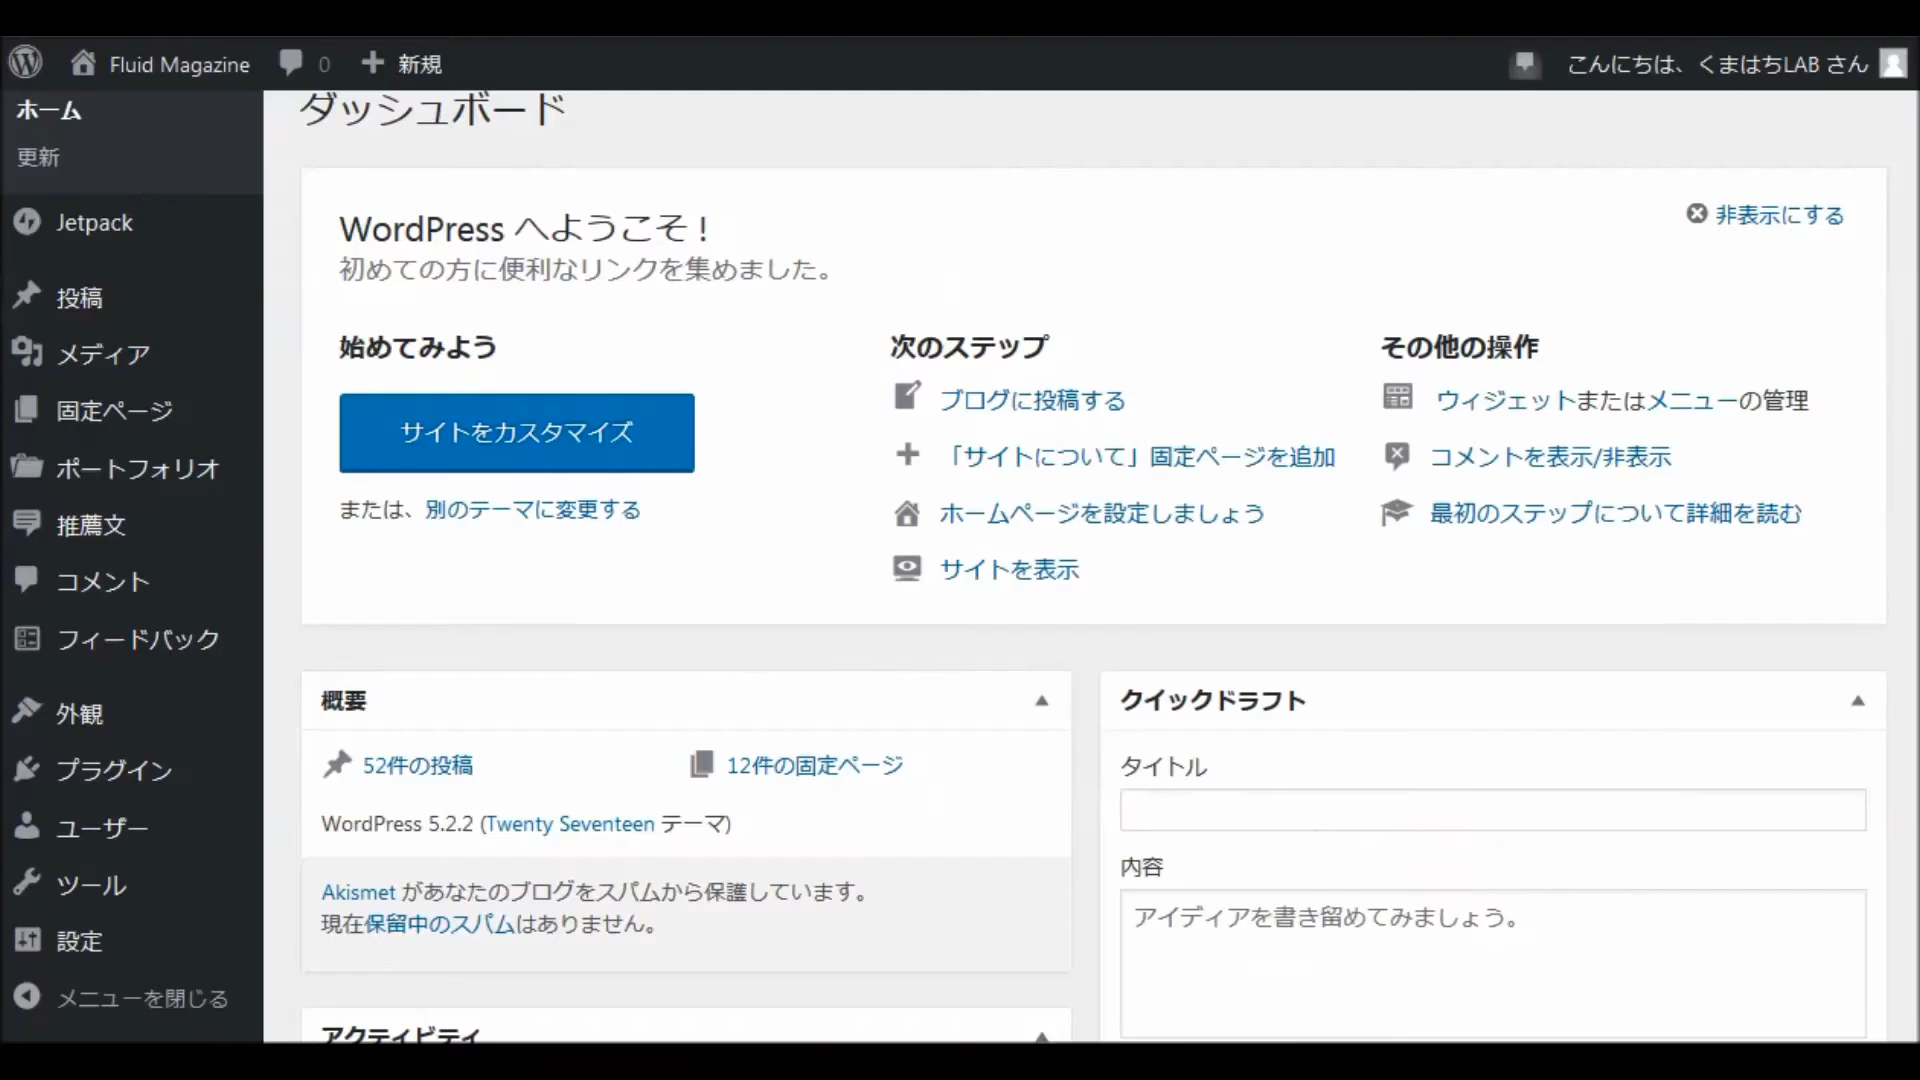 Fluid Magazine 0 新規 こんにちは、くまはちLAB さん
ホーム
更新
Jetpack
投稿
メディア
固定ページ
ポートフォリオ
推薦文
コメント
フィードバック
外観
プラグイン
ユーザー
ツール
設定
メニューを閉じる
ダッシュボード
WordPress へようこそ !
初めての方に便利なリンクを集めました。
非表示にする
始めてみよう
サイトをカスタマイズ
または、別のテーマに変更する
次のステップ
ブログに投稿する
「サイトについて」固定ページを追加
ホームページを設定しましょう
サイトを表示
その他の操作
ウィジェットまたはメニューの管理
コメントを表示/非表示
最初のステップについて詳細を読む
概要
52件の投稿 12件の固定ページ
WordPress 5.2.2 (Twenty Seventeen テーマ)
Akismet があなたのブログをスパムから保護しています。
現在保留中のスパムはありません。
アクティビティ
クイックドラフト
タイトル
内容
アイディアを書き留めてみましょう。